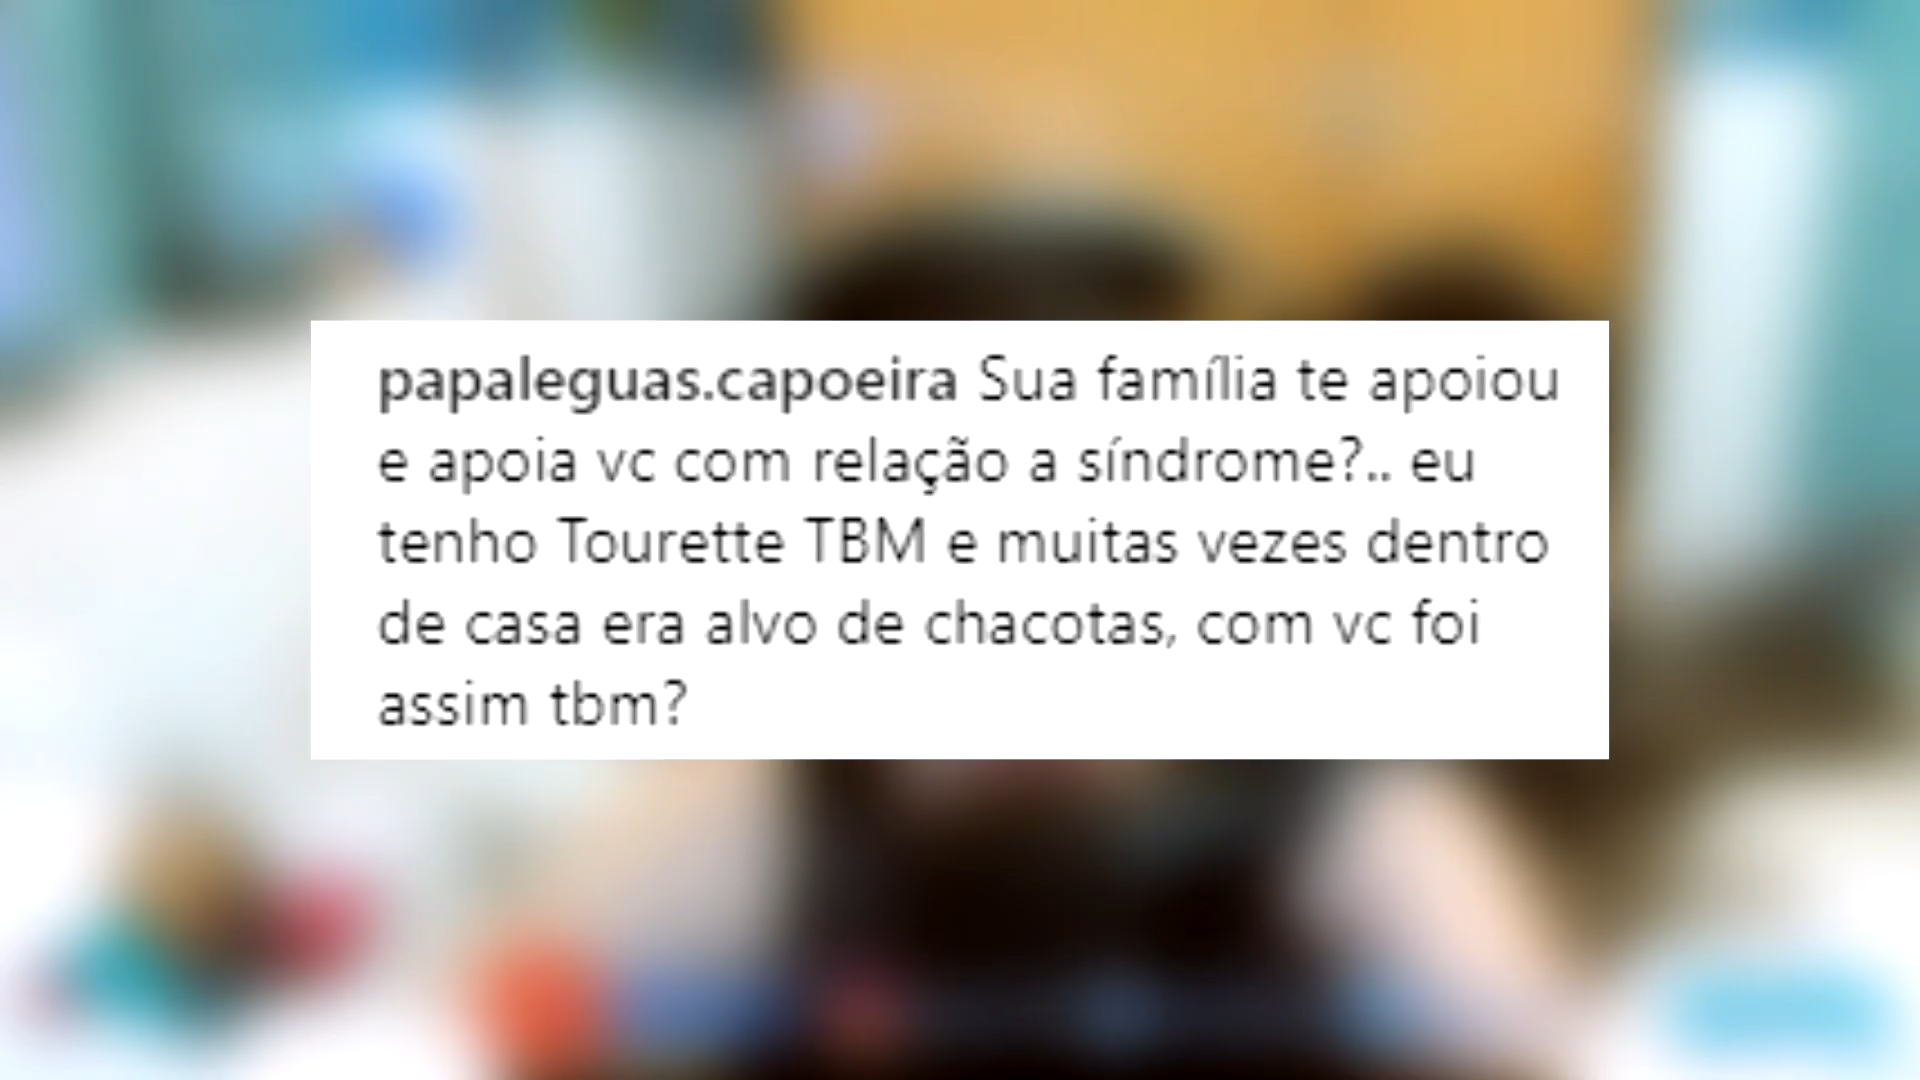 papaleguas.capoeira Sua família te apoiou
e apoia vc com relação a síndrome?.. eu
tenho Tourette TBM e muitas vezes dentro
de casa era alvo de chacotas, com vc foi
assim tbm?